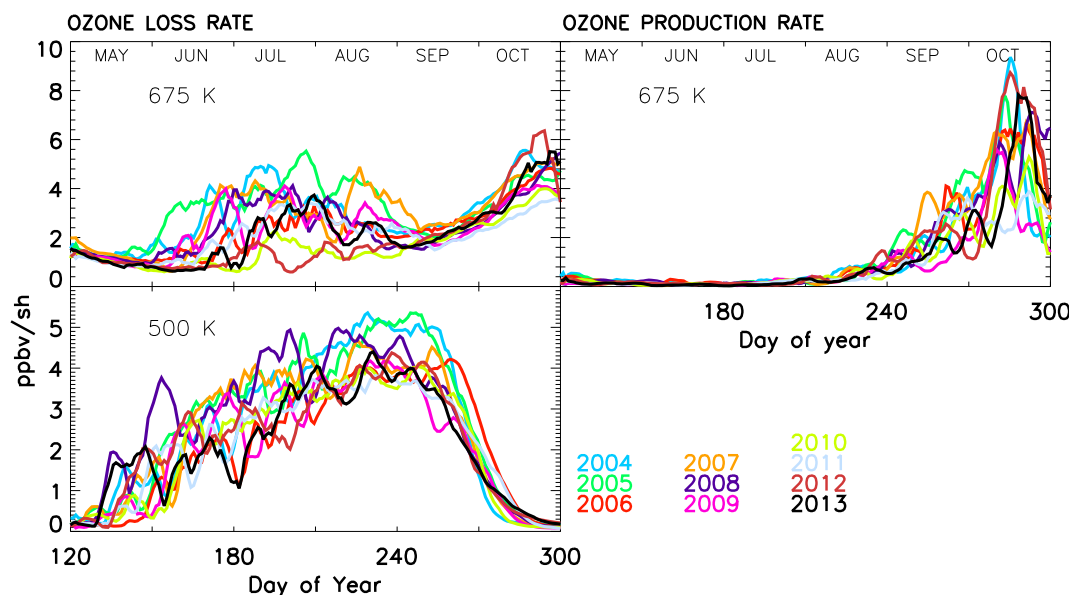 OZONE LOSS RATE
OZONE PRODUCTION RATE
10
MAY JUN JUL AUG SEP OCT
MAY JUN JUL AUG SEP OCT
8
675 K
675 K
6
4
2
0
180 240 300
Day of year
ppbv/sh
5
500 K
4
3
2
1
0
120 180 240 300
Day of Year
2010
2004 2007 2011
2005 2008 2012
2006 2009 2013